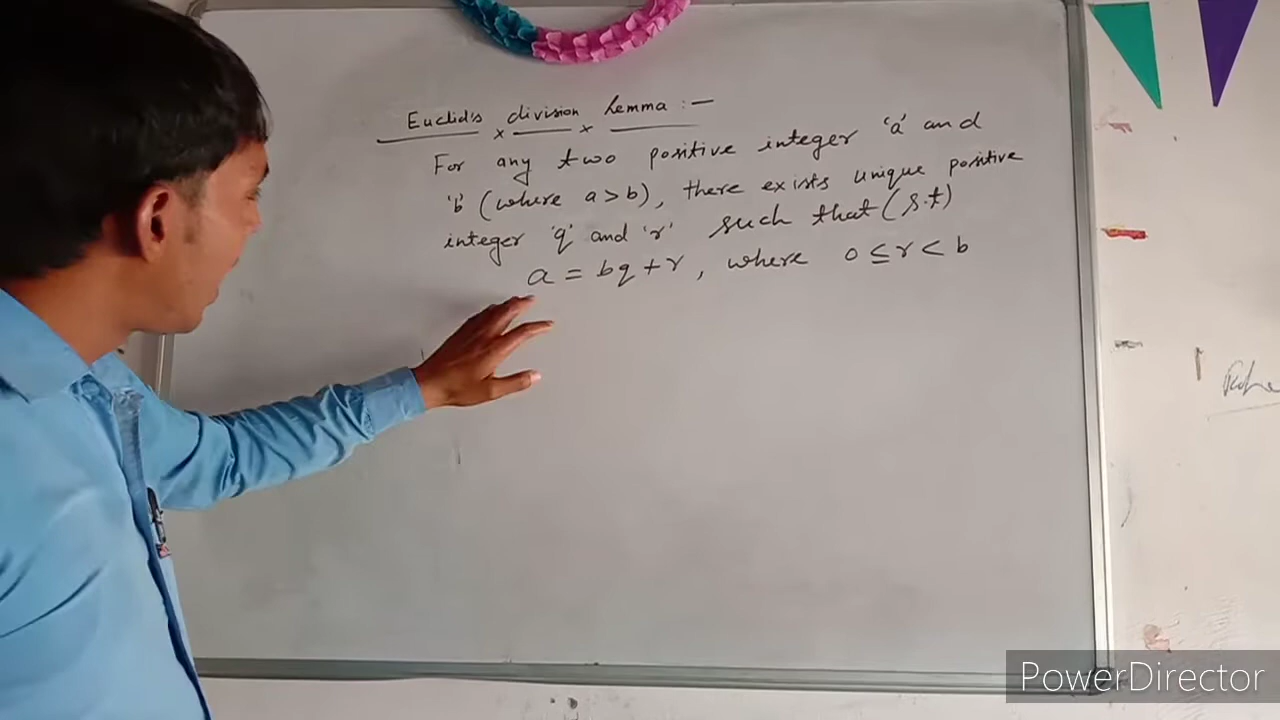 Euclid's division Lemma :-
For any two positive integer 'a' and
'b' (where a > b), there exists unique positive
integer 'q' and 'r' such that (s.t)
a = bq + r, where 0 ≤ r < b
PowerDirector